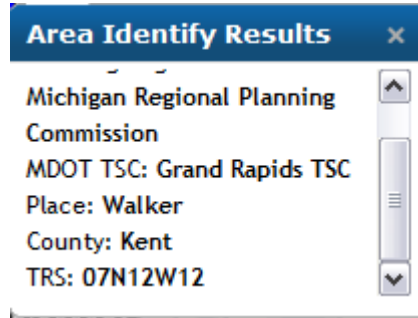 Area Identify Results
Michigan Regional Planning
Commission
MDOT TSC: Grand Rapids TSC
Place: Walker
County: Kent
TRS: 07N12W12